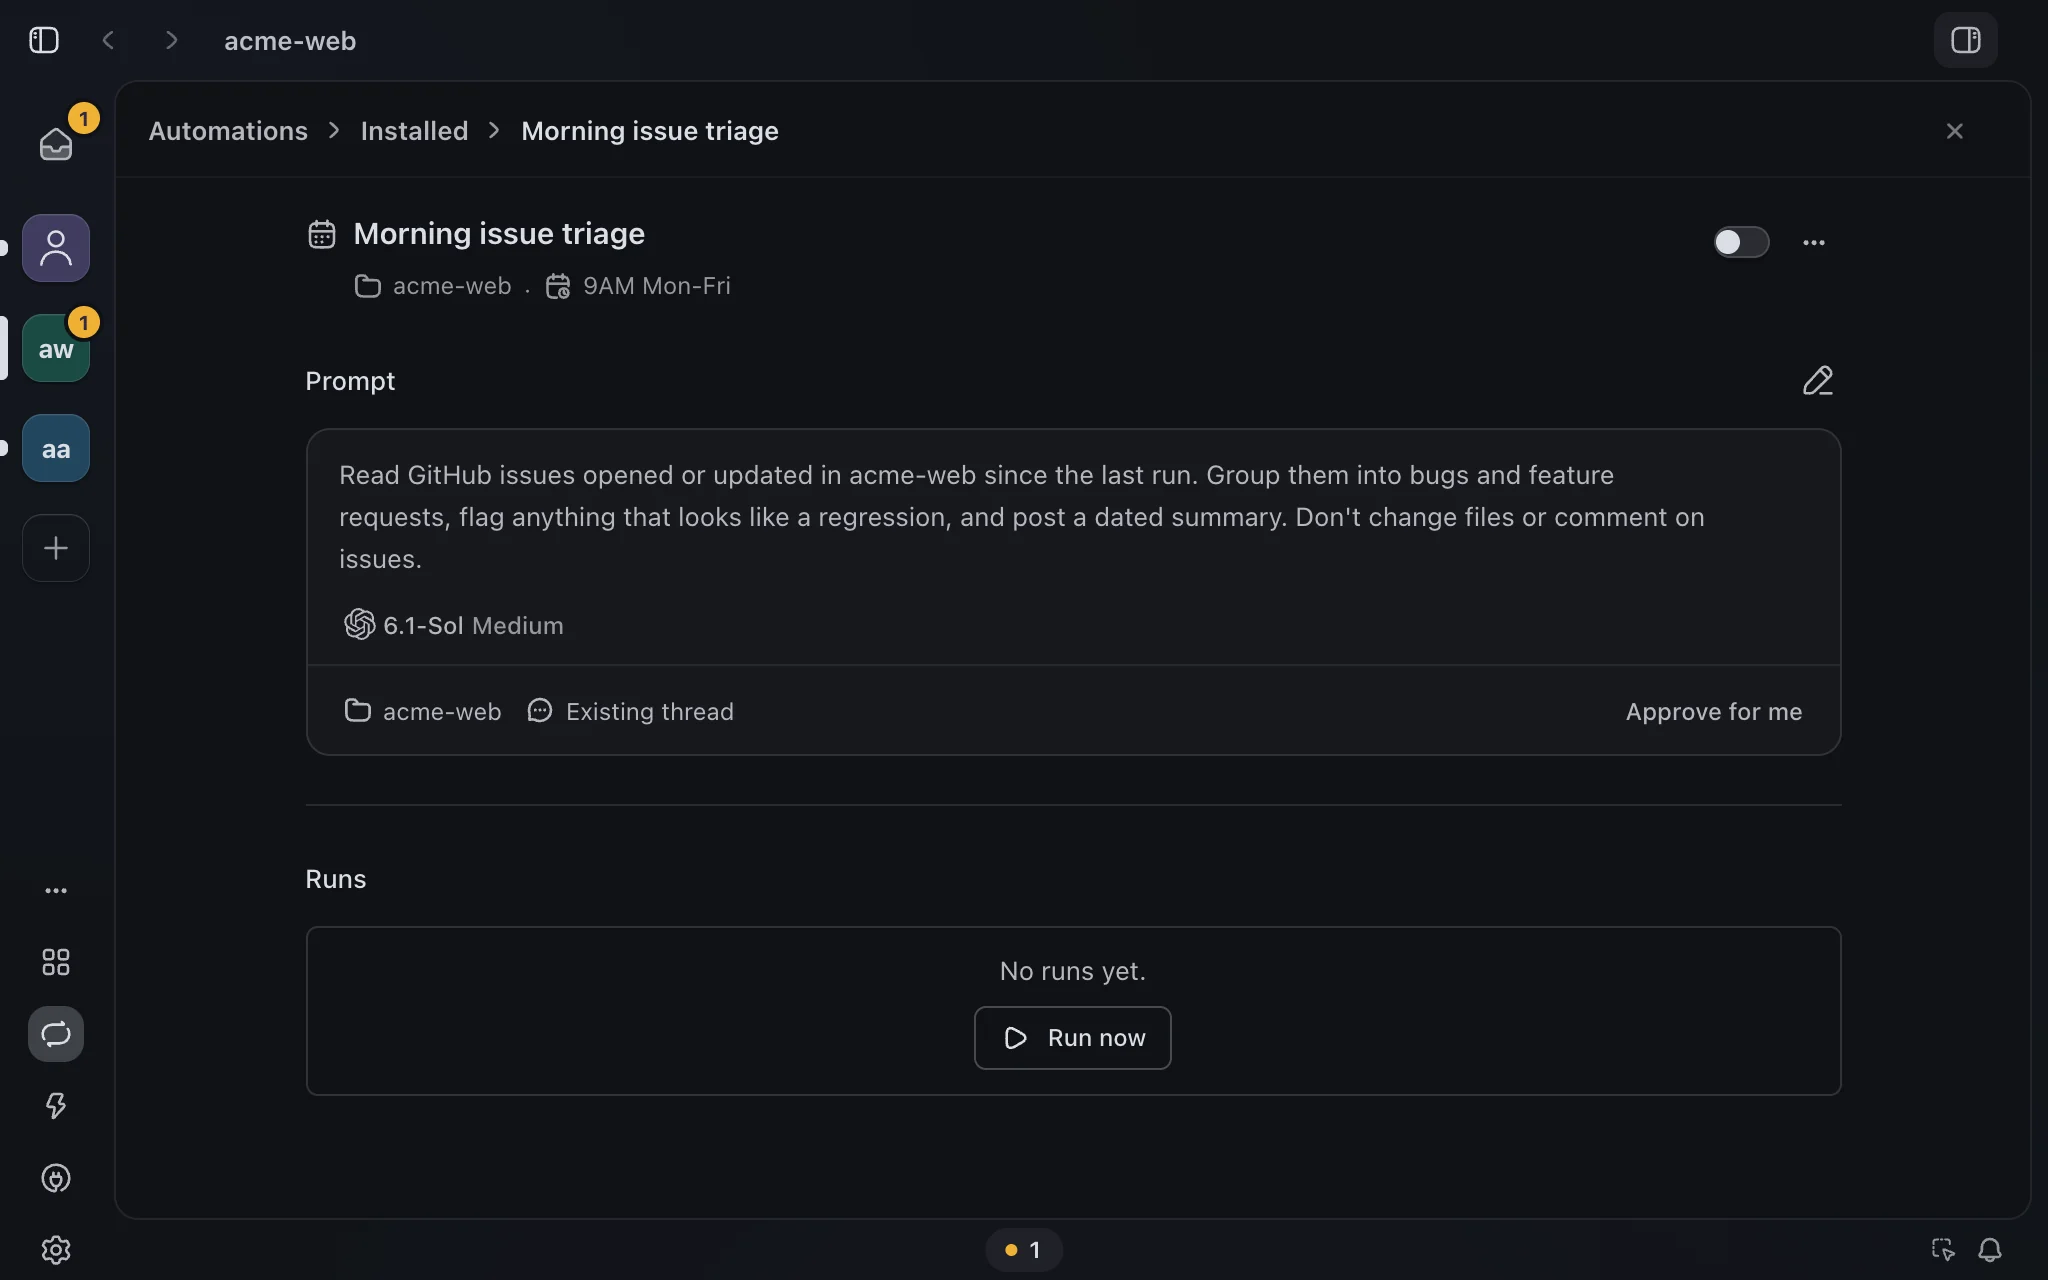 acme-web
1
Automations > Installed > Morning issue triage
Morning issue triage
acme-web . 9AM Mon-Fri
aw
1
aa
Prompt
Read GitHub issues opened or updated in acme-web since the last run. Group them into bugs and feature
requests, flag anything that looks like a regression, and post a dated summary. Don't change files or comment on
issues.
6.1-Sol Medium
acme-web Existing thread Approve for me
Runs
No runs yet.
Run now
1